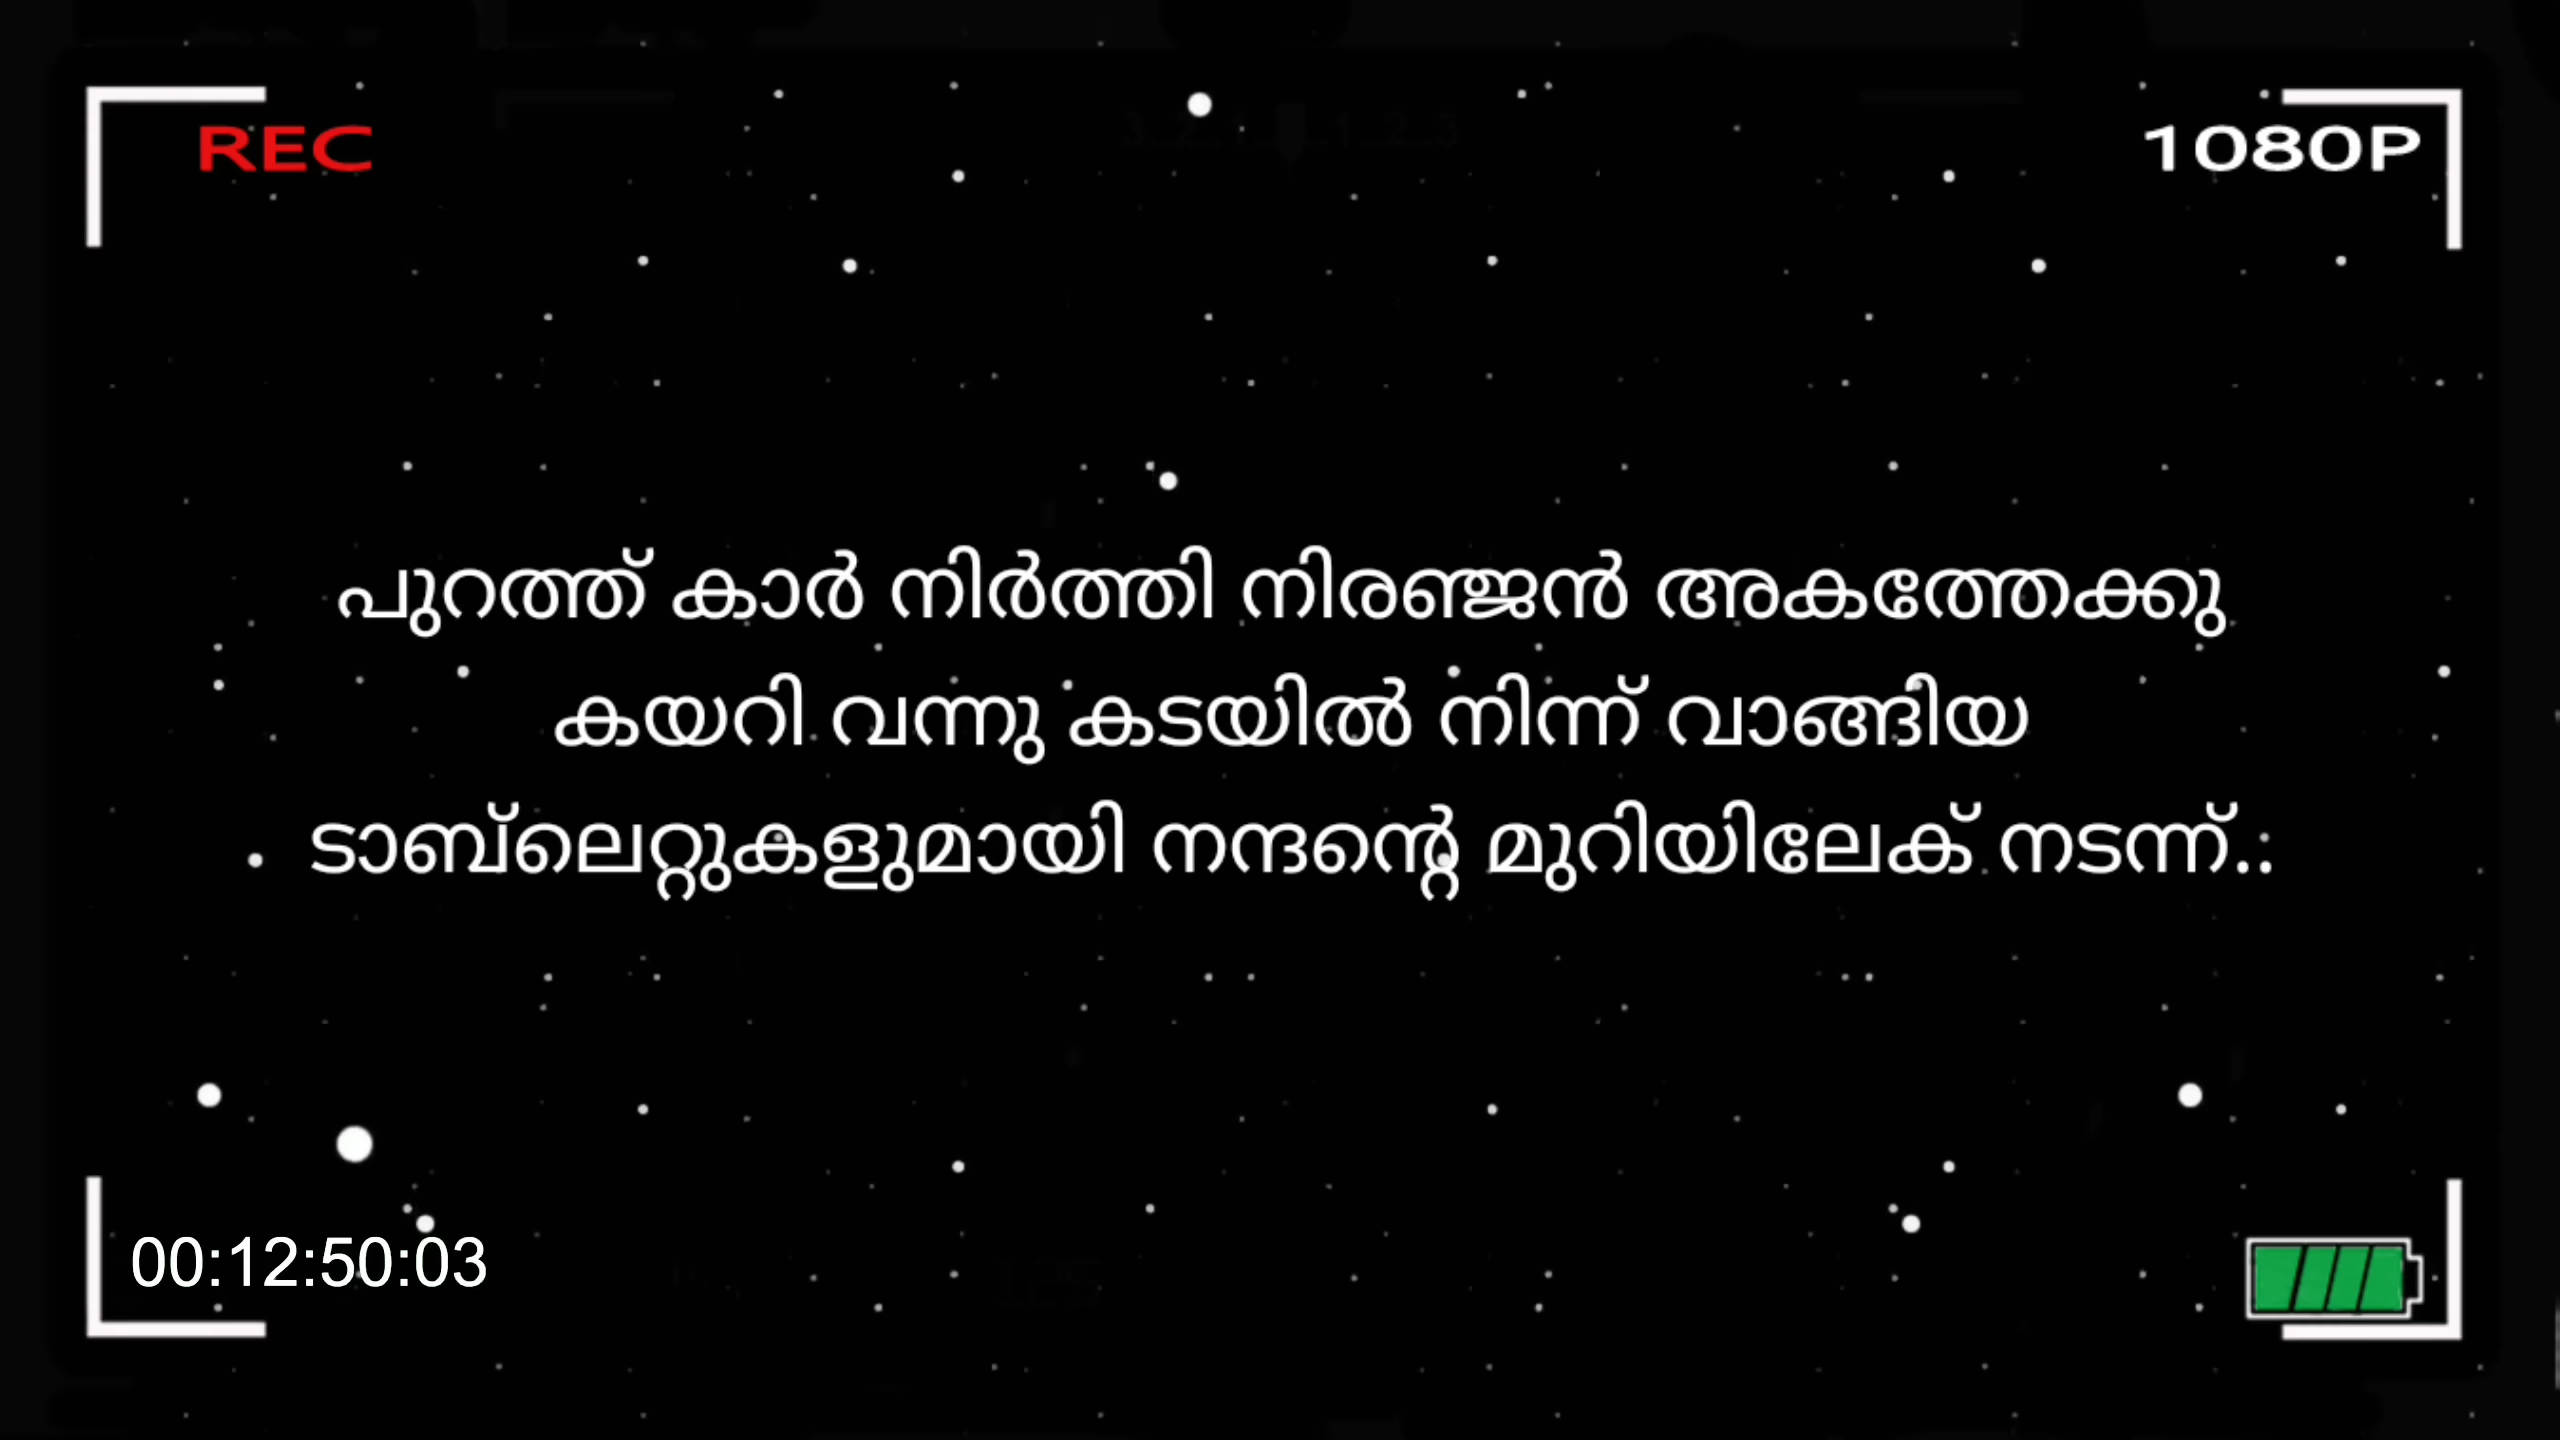 REC
1080P
പുറത്ത് കാർ നിർത്തി നിരഞ്ജൻ അകത്തേക്കു
കയറി വന്നു കടയിൽ നിന്ന് വാങ്ങിയ
ടാബ്‌ലെറ്റുകളുമായി നന്ദന്റെ മുറിയിലേക് നടന്ന്..
00:12:50:03